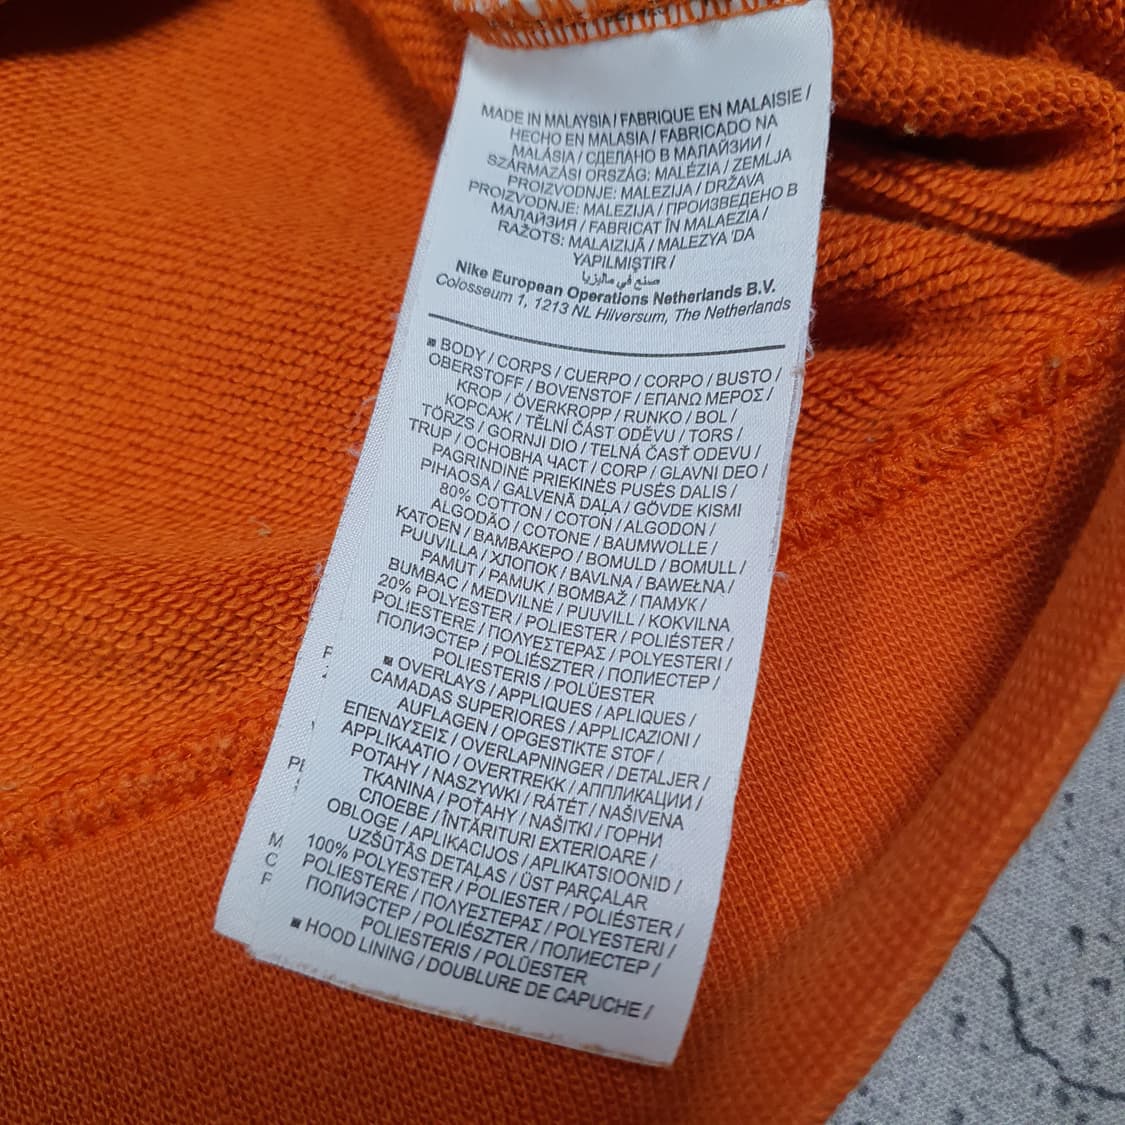 MADE IN MALAYSIA / FABRIQUE EN MALAISIE /
HECHO EN MALASIA / FABRICADO NA
MALÁSIA / СДЕЛАНО В МАЛАЙЗИИ /
SZÁRMAZÁSI ORSZÁG: MALÉZIA / ZEMLJA
PROIZVODNJE: MALEZIJA / DRŽAVA
PROIZVODNJE: MALEZIJA / ПРОИЗВЕДЕНО В
МАЛАЙЗИЯ / FABRICAT ÎN MALAEZIA /
RAŽOTS: MALAIZIJĀ / MALEZYA 'DA
YAPILMIŞTIR /
صنع في ماليزيا
Nike European Operations Netherlands B.V.
Colosseum 1, 1213 NL Hilversum, The Netherlands
■ BODY / CORPS / CUERPO / CORPO / BUSTO /
OBERSTOFF / BOVENSTOF / ΕΠΑΝΩ ΜΕΡΟΣ /
KROP / ÖVERKROPP / RUNKO / BOL /
КОРСАЖ / TĚLNÍ ČÁST ODĚVU / TORS /
TÖRZS / GORNJI DIO / TELNÁ ČASŤ ODEVU /
TRUP / ОСНОВНА ЧАСТ / CORP / GLAVNI DEO /
PAGRINDINĖ PRIEKINĖS PUSĖS DALIS /
PIHAOSA / GALVENĀ DAĻA / GÖVDE KISMI
80% COTTON / COTON / ALGODON /
ALGODÃO / COTONE / BAUMWOLLE /
KATOEN / ΒΑΜΒΑΚΕΡΟ / BOMULD / BOMULL /
PUUVILLA / ХЛОПОК / BAVLNA / BAWEŁNA /
PAMUT / PAMUK / BOMBAŽ / ПАМУК /
BUMBAC / MEDVILNĖ / PUUVILL / KOKVILNA
20% POLYESTER / POLIESTER / POLIÉSTER /
POLIESTERE / ΠΟΛΥΕΣΤΕΡΑΣ / POLYESTERI /
ПОЛИЭСТЕР / POLIÉSZTER / ПОЛИЕСТЕР /
POLIESTERIS / POLÜESTER
■ OVERLAYS / APPLIQUES / APLIQUES /
CAMADAS SUPERIORES / APPLICAZIONI /
AUFLAGEN / OPGESTIKTE STOF /
ΕΠΕΝΔΥΣΕΙΣ / OVERLAPNINGER / DETALJER /
APPLIKAATIO / OVERTREKK / АППЛИКАЦИИ /
POTAHY / NASZYWKI / RÁTÉT / NAŠIVENA
TKANINA / POŤAHY / NAŠITKI / ГОРНИ
СЛОЕВЕ / ÎNTĂRITURI EXTERIOARE /
OBLOGE / APLIKACIJOS / APLIKATSIOONID /
UZŠŪTĀS DETAĻAS / ÜST PARÇALAR
100% POLYESTER / POLIESTER / POLIÉSTER /
POLIESTERE / ΠΟΛΥΕΣΤΕΡΑΣ / POLYESTERI /
ПОЛИЭСТЕР / POLIÉSZTER / ПОЛИЕСТЕР /
POLIESTERIS / POLÜESTER
■ HOOD LINING / DOUBLURE DE CAPUCHE /